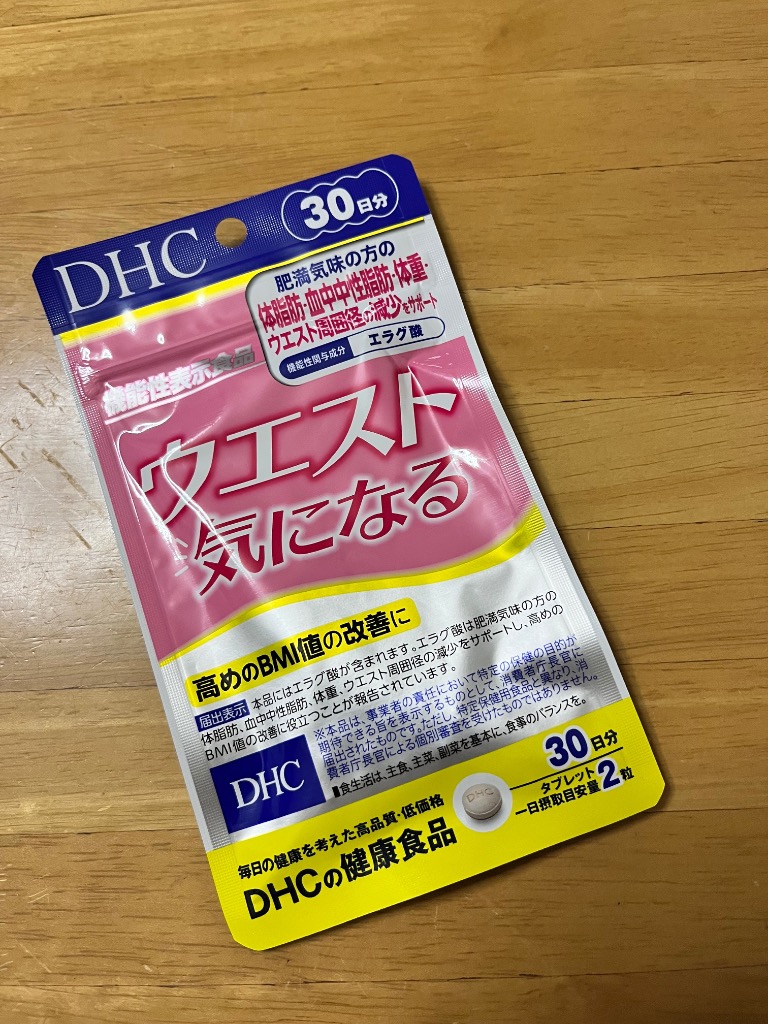 DHC
30日分
肥満気味の方の
体脂肪・血中中性脂肪・体重・
ウエスト周囲径の減少をサポート
機能性関与成分 エラグ酸
機能性表示食品
ウエスト
気になる
高めのBMI値の改善に
届出表示 本品にはエラグ酸が含まれます。エラグ酸は肥満気味の方の
体脂肪、血中中性脂肪、体重、ウエスト周囲径の減少をサポートし、高めの
BMI値の改善に役立つことが報告されています。
※本品は、事業者の責任において特定の保健の目的が
期待できる旨を表示するものとして、消費者庁長官に
届出されたものです。ただし、特定保健用食品と異なり、消
費者庁長官による個別審査を受けたものではありません。
■食生活は、主食、主菜、副菜を基本に、食事のバランスを。
DHC
DHC
30日分
タブレット
一日摂取目安量2粒
毎日の健康を考えた高品質・低価格
DHCの健康食品